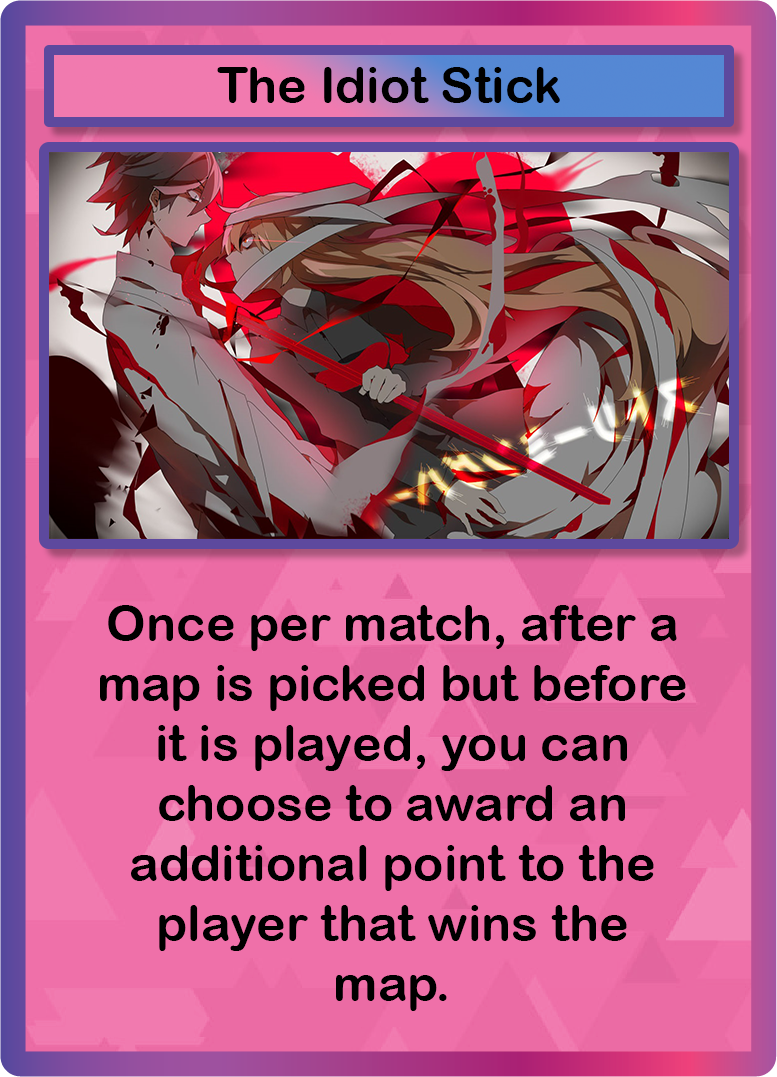 The Idiot Stick
Once per match, after a
map is picked but before
it is played, you can
choose to award an
additional point to the
player that wins the
map.